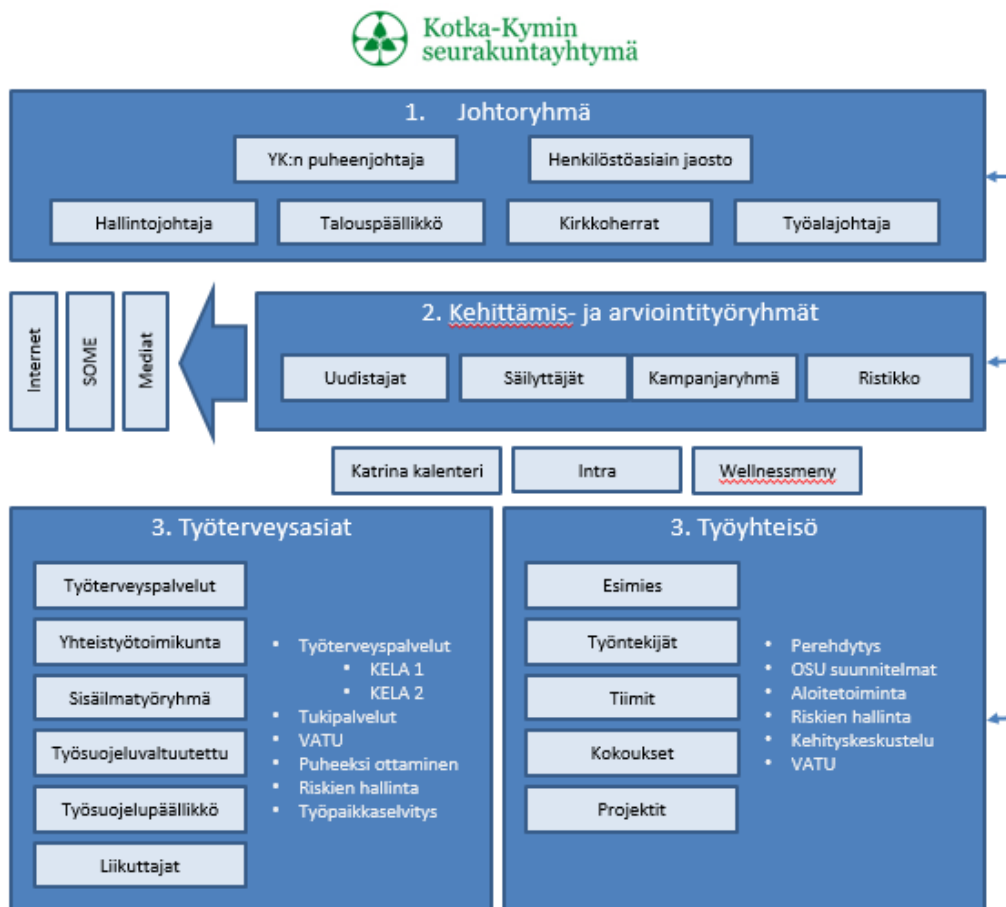 Kotka-Kymin
seurakuntayhtymä
1. Johtoryhmä
YK:n puheenjohtaja
Henkilöstöasiain jaosto
Hallintojohtaja
Talouspäällikkö
Kirkkoherrat
Työalajohtaja
Internet
SOME
Mediat
2. Kehittämis- ja arviointityöryhmät
Uudistajat
Säilyttäjät
Kampanjaryhmä
Ristikko
Katrina kalenteri
Intra
Wellnessmeny
3. Työterveysasiat
Työterveyspalvelut
Yhteistyötoimikunta
Sisäilmatyöryhmä
Työsuojeluvaltuutettu
Työsuojelupäällikkö
Liikuttajat
• Työterveyspalvelut
• KELA 1
• KELA 2
• Tukipalvelut
• VATU
• Puheeksi ottaminen
• Riskien hallinta
• Työpaikkaselvitys
3. Työyhteisö
Esimies
Työntekijät
Tiimit
Kokoukset
Projektit
• Perehdytys
• OSU suunnitelmat
• Aloitetoiminta
• Riskien hallinta
• Kehityskeskustelu
• VATU